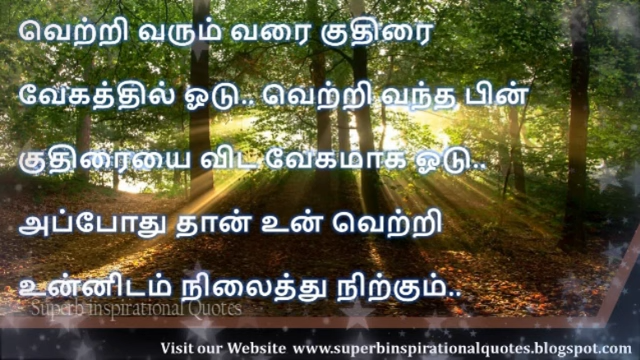 வெற்றி வரும் வரை குதிரை
வேகத்தில் ஓடு.. வெற்றி வந்த பின்
குதிரையை விட வேகமாக ஓடு..
அப்போது தான் உன் வெற்றி
உன்னிடம் நிலைத்து நிற்கும்..
Superb inspirational Quotes
Visit our Website www.superbinspirationalquotes.blogspot.com